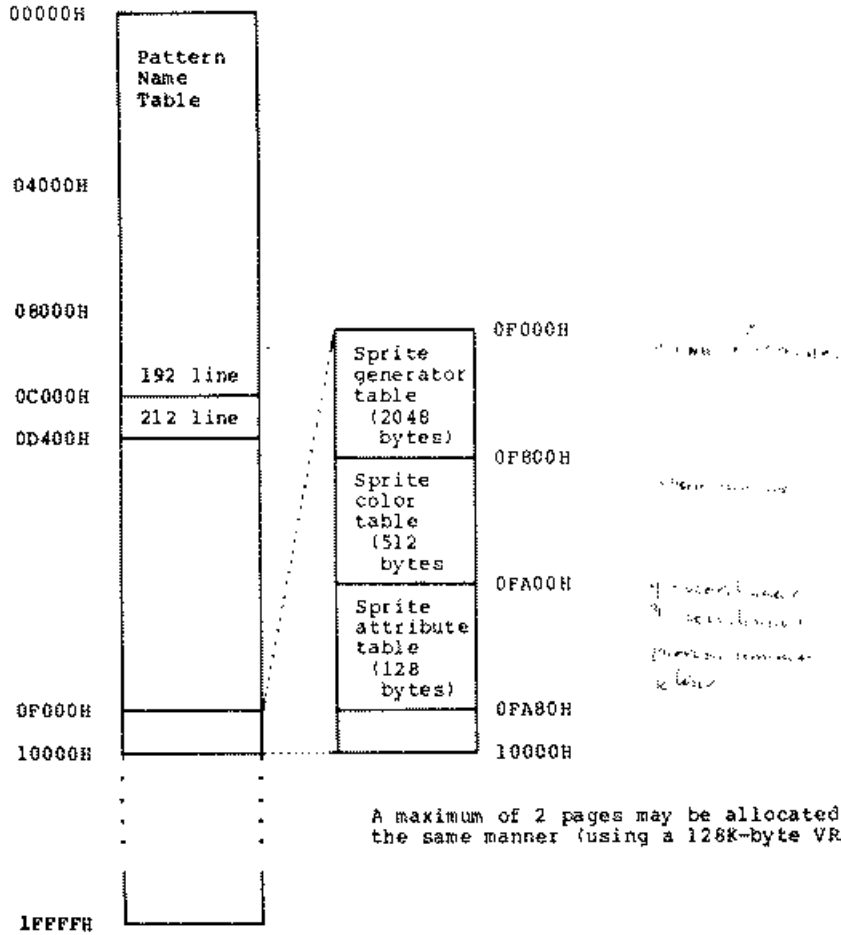 00000H
Pattern
Name
Table
04000H
08000H
192 line
0C000H
212 line
0D400H
0F000H
10000H
1FFFFH
0F000H
Sprite
generator
table
(2048
bytes)
0F800H
Sprite
color
table
(512
bytes
0FA00H
Sprite
attribute
table
(128
bytes)
0FA80H
10000H
A maximum of 2 pages may be allocated
the same manner (using a 128K-byte VR